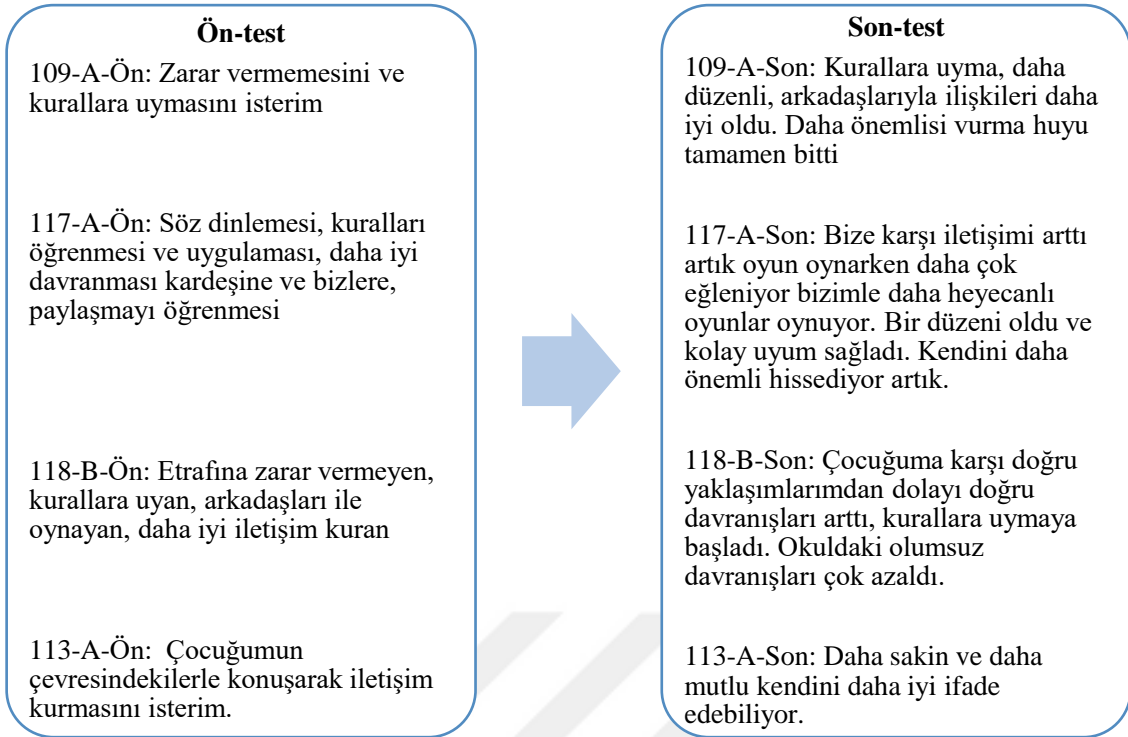 Ön-test
109-A-Ön: Zarar vermemesini ve
kurallara uymasını isterim
117-A-Ön: Söz dinlemesi, kuralları
öğrenmesi ve uygulaması, daha iyi
davranması kardeşine ve bizlere,
paylaşmayı öğrenmesi
118-B-Ön: Etrafına zarar vermeyen,
kurallara uyan, arkadaşları ile
oynayan, daha iyi iletişim kuran
113-A-Ön: Çocuğumun
çevresindekilerle konuşarak iletişim
kurmasını isterim.
Son-test
109-A-Son: Kurallara uyma, daha
düzenli, arkadaşlarıyla ilişkileri daha
iyi oldu. Daha önemlisi vurma huyu
tamamen bitti
117-A-Son: Bize karşı iletişimi arttı
artık oyun oynarken daha çok
eğleniyor bizimle daha heyecanlı
oyunlar oynuyor. Bir düzeni oldu ve
kolay uyum sağladı. Kendini daha
önemli hissediyor artık.
118-B-Son: Çocuğuma karşı doğru
yaklaşımlarımdan dolayı doğru
davranışları arttı, kurallara uymaya
başladı. Okuldaki olumsuz
davranışları çok azaldı.
113-A-Son: Daha sakin ve daha
mutlu kendini daha iyi ifade
edebiliyor.